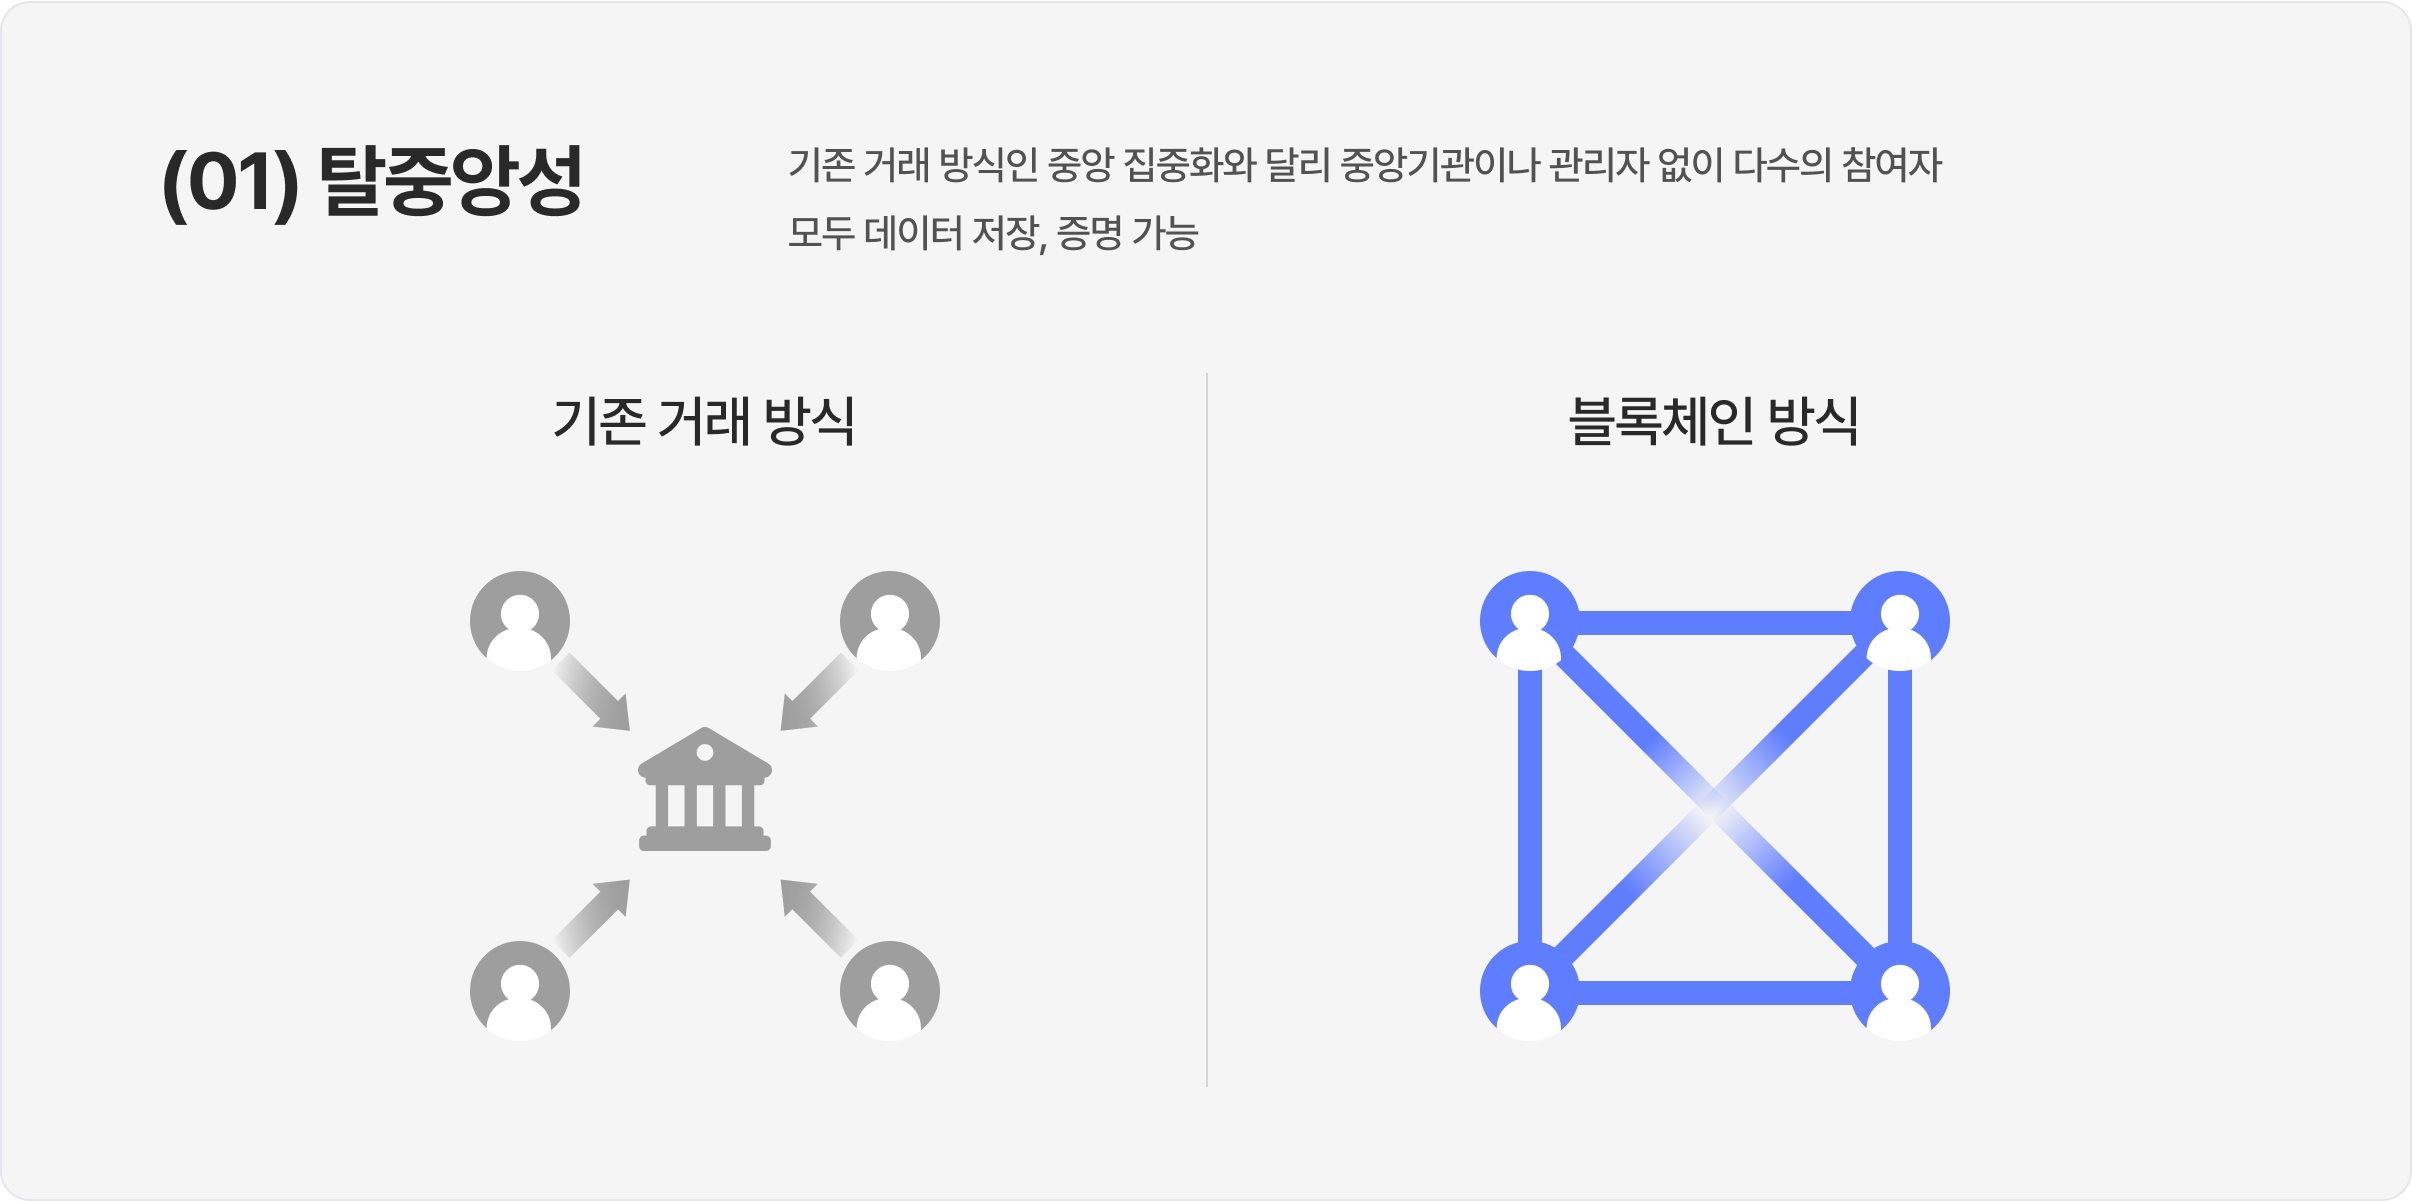 (01) 탈중앙성
기존 거래 방식인 중앙 집중화와 달리 중앙기관이나 관리자 없이 다수의 참여자
모두 데이터 저장, 증명 가능
기존 거래 방식
블록체인 방식